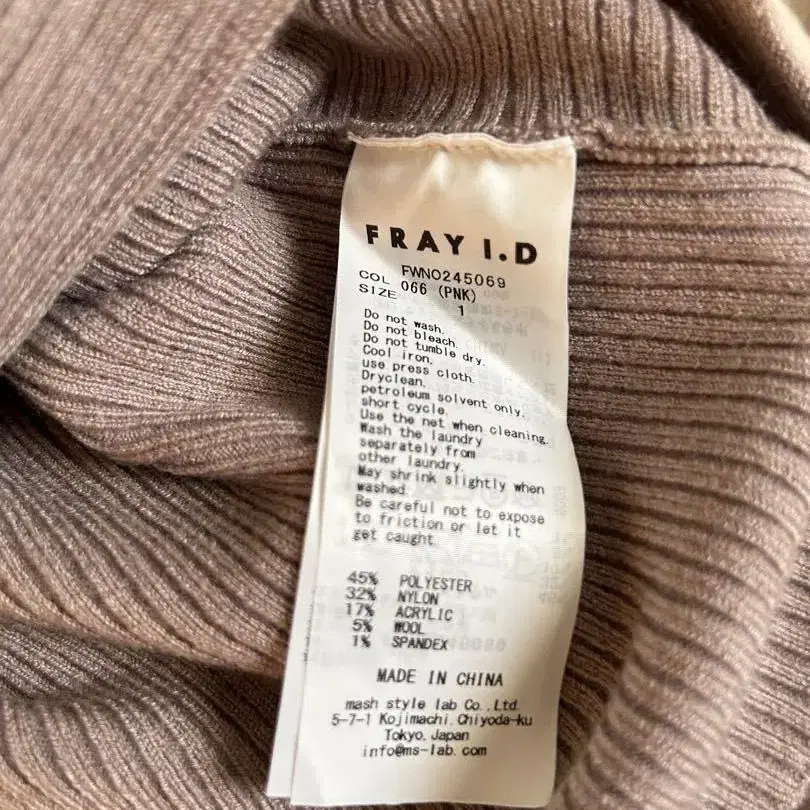 FRAY I.D
FWNO245069
COL 066 (PNK)
SIZE 1
Do not wash.
Do not bleach.
Do not tumble dry.
Cool iron,
use press cloth.
Dryclean,
petroleum solvent only,
short cycle.
Use the net when cleaning.
Wash the laundry
separately from
other laundry.
May shrink slightly when
washed.
Be careful not to expose
to friction or let it
get caught.
45% POLYESTER
32% NYLON
17% ACRYLIC
5% WOOL
1% SPANDEX
MADE IN CHINA
mash style lab Co., Ltd.
5-7-1 Kojimachi, Chiyoda-ku
Tokyo, Japan
info@ms-lab.com